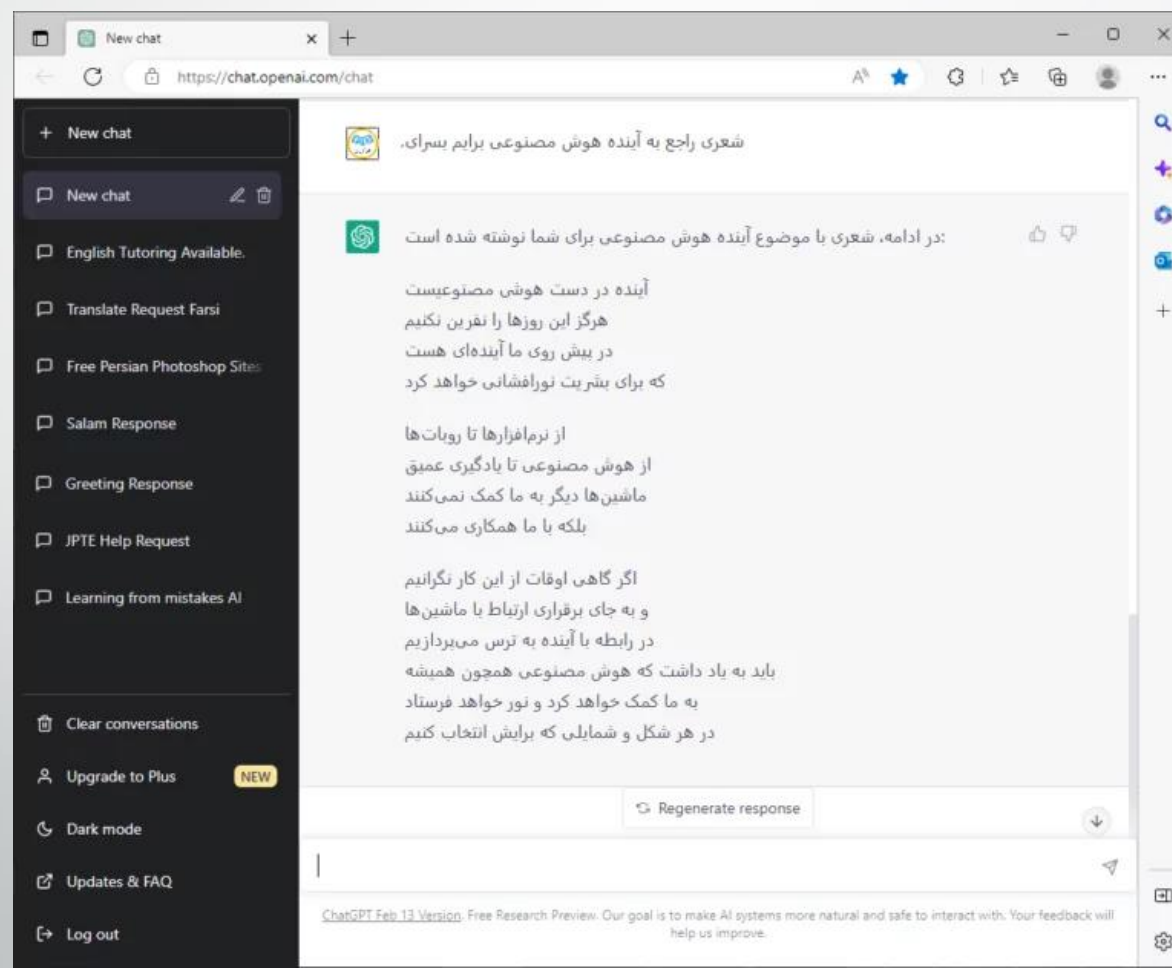 New chat
https://chat.openai.com/chat
New chat
New chat
English Tutoring Available.
Translate Request Farsi
Free Persian Photoshop Sites
Salam Response
Greeting Response
JPTE Help Request
Learning from mistakes AI
Clear conversations
Upgrade to Plus NEW
Dark mode
Updates & FAQ
Log out
شعری راجع به آینده هوش مصنوعی برایم بسرای.
در ادامه، شعری با موضوع آینده هوش مصنوعی برای شما نوشته شده است:
آینده در دست هوشی مصنوعیست
هرگز این روزها را نفرین نکنیم
در پیش روی ما آینده‌ای هست
که برای بشریت نورافشانی خواهد کرد
از نرم‌افزارها تا روبات‌ها
از هوش مصنوعی تا یادگیری عمیق
ماشین‌ها دیگر به ما کمک نمی‌کنند
بلکه با ما همکاری می‌کنند
اگر گاهی اوقات از این کار نگرانیم
و به جای برقراری ارتباط با ماشین‌ها
در رابطه با آینده به ترس می‌پردازیم
باید به یاد داشت که هوش مصنوعی همچون همیشه
به ما کمک خواهد کرد و نور خواهد فرستاد
در هر شکل و شمایلی که برایش انتخاب کنیم
Regenerate response
ChatGPT Feb 13 Version. Free Research Preview. Our goal is to make AI systems more natural and safe to interact with. Your feedback will
help us improve.